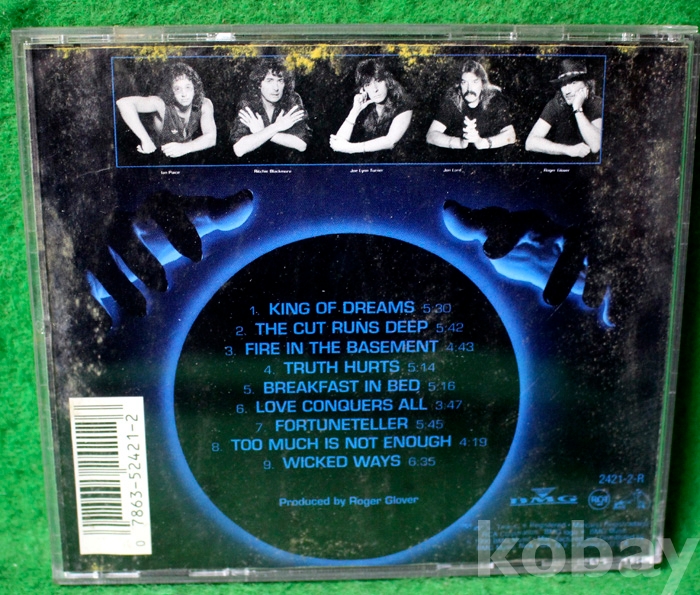 Ian Paice Ritchie Blackmore Joe Lynn Turner Jon Lord Roger Glover
1. KING OF DREAMS 5:30
2. THE CUT RUNS DEEP 5:42
3. FIRE IN THE BASEMENT 4:43
4. TRUTH HURTS 5:14
5. BREAKFAST IN BED 5:16
6. LOVE CONQUERS ALL 3:47
7. FORTUNETELLER 5:45
8. TOO MUCH IS NOT ENOUGH 4:19
9. WICKED WAYS 6:35
Produced by Roger Glover
0 7863-52421-2
2421-2-R
BMG RCA
kobay